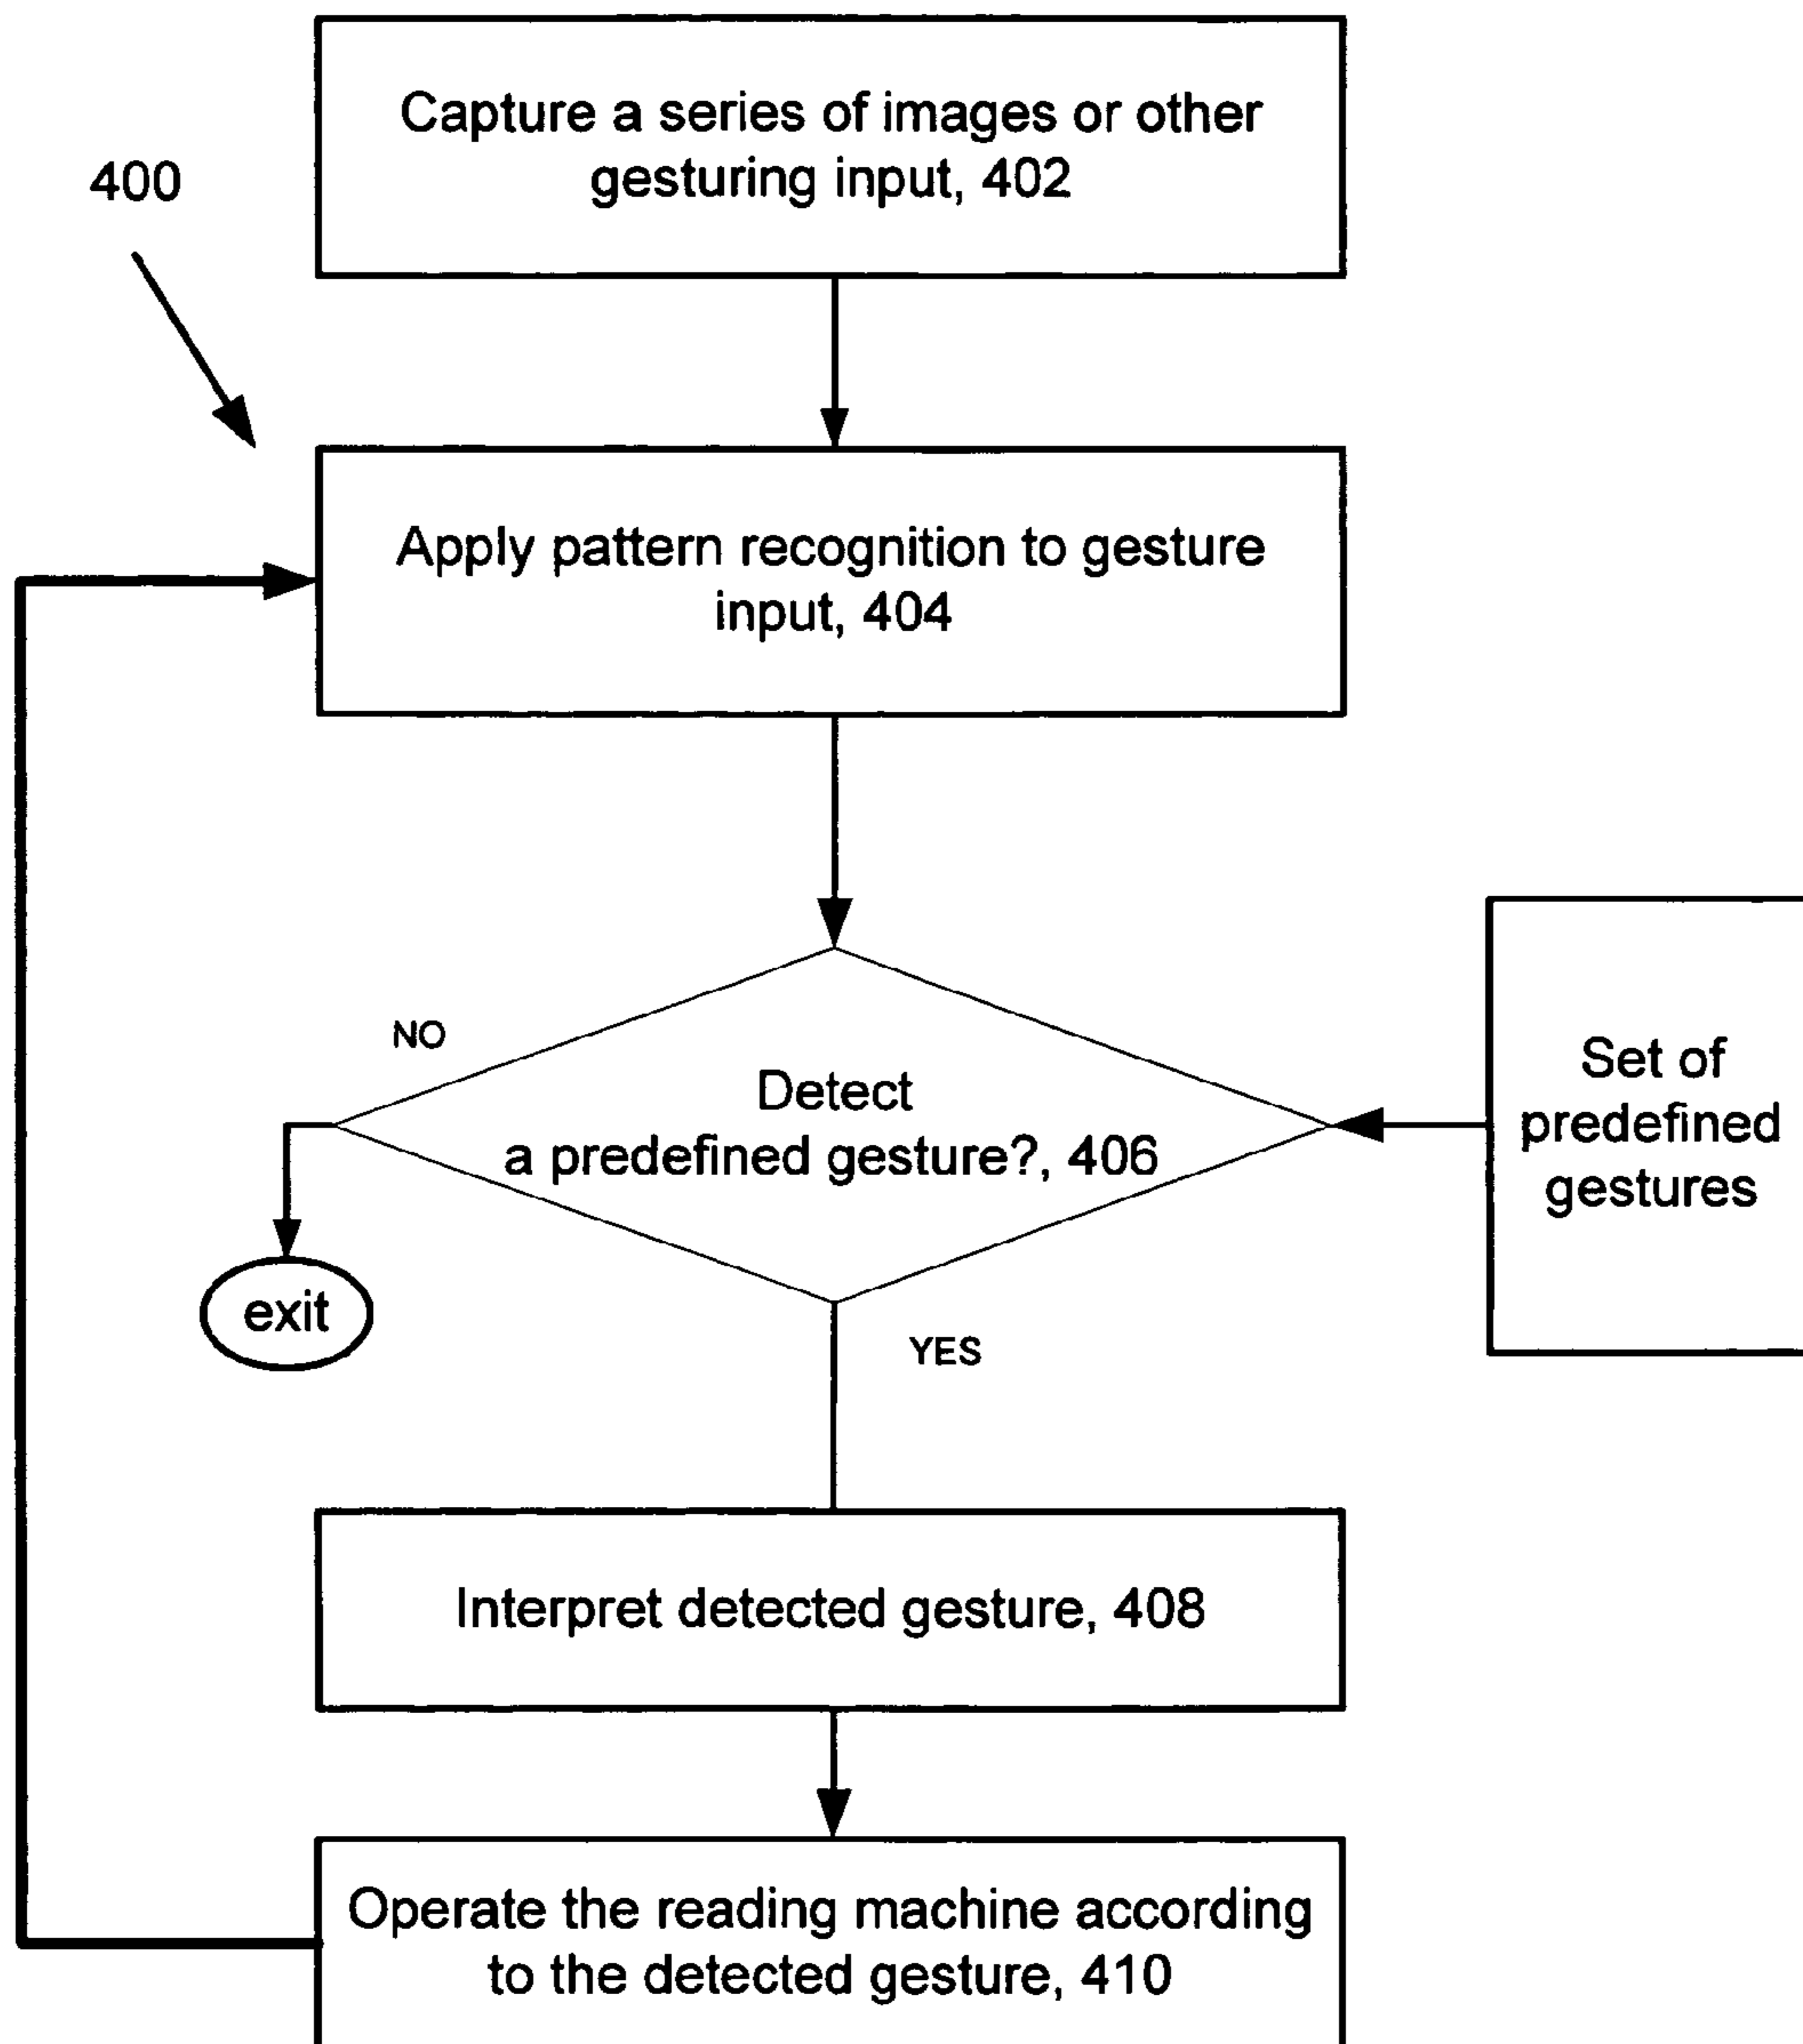 Capture a series of images or other
gesturing input, 402
400
Apply pattern recognition to gesture
input, 404
NO
Detect
a predefined gesture?, 406
Set of
predefined
gestures
exit
YES
Interpret detected gesture, 408
Operate the reading machine according
to the detected gesture, 410